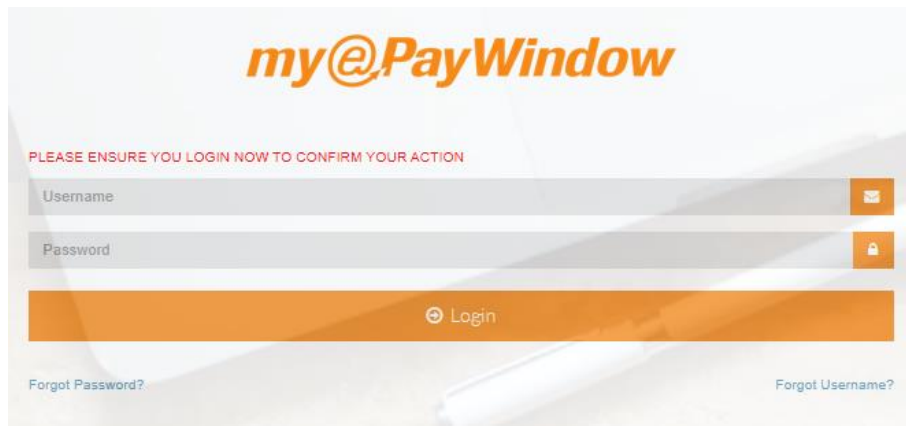 my@PayWindow
PLEASE ENSURE YOU LOGIN NOW TO CONFIRM YOUR ACTION
Username
Password
Login
Forgot Password? Forgot Username?